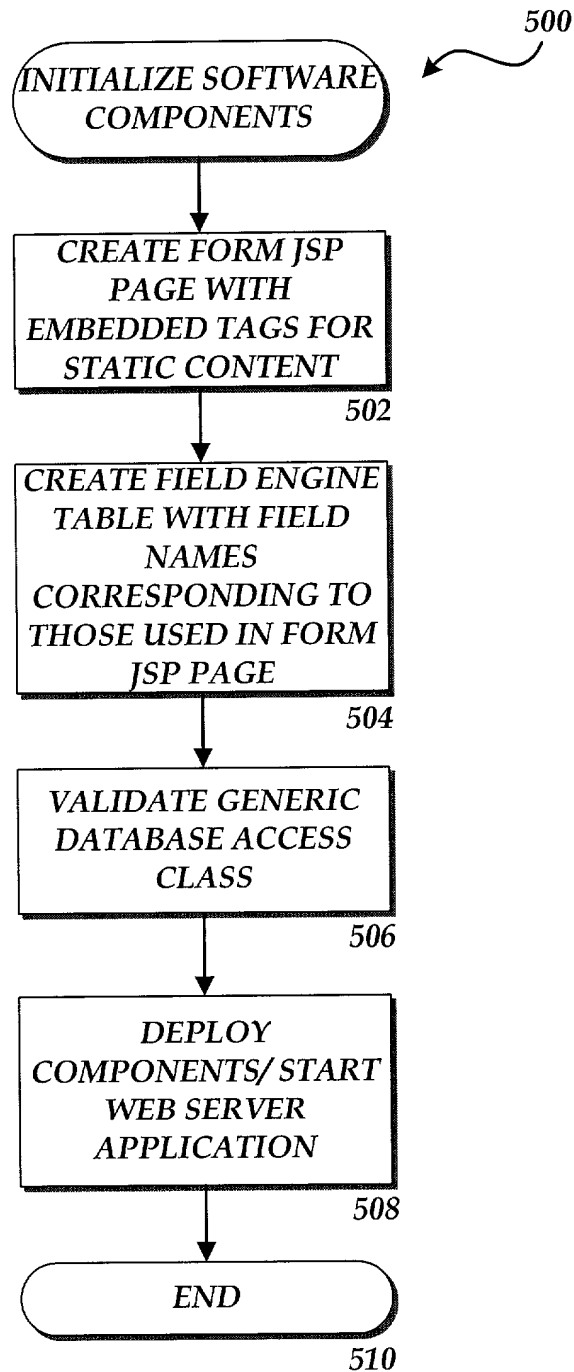 500
INITIALIZE SOFTWARE
COMPONENTS
CREATE FORM JSP
PAGE WITH
EMBEDDED TAGS FOR
STATIC CONTENT
502
CREATE FIELD ENGINE
TABLE WITH FIELD
NAMES
CORRESPONDING TO
THOSE USED IN FORM
JSP PAGE
504
VALIDATE GENERIC
DATABASE ACCESS
CLASS
506
DEPLOY
COMPONENTS/ START
WEB SERVER
APPLICATION
508
END
510